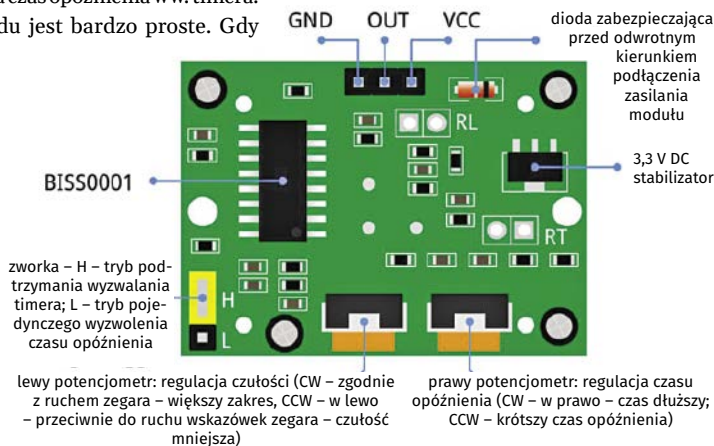 czas opóźnienia ww. timera.
du jest bardzo proste. Gdy
GND OUT VCC
dioda zabezpieczająca
przed odwrotnym
kierunkiem
podłączenia
zasilania
modułu
RL
BISS0001
3,3 V DC
stabilizator
RT
zworka – H – tryb pod-
trzymania wyzwalania
timera; L – tryb poje-
dynczego wyzwolenia
czasu opóźnienia
H
L
lewy potencjometr: regulacja czułości (CW – zgodnie
z ruchem zegara – większy zakres, CCW – w lewo
– przeciwnie do ruchu wskazówek zegara – czułość
mniejsza)
prawy potencjometr: regulacja czasu
opóźnienia (CW – w prawo – czas dłuższy;
CCW – krótszy czas opóźnienia)